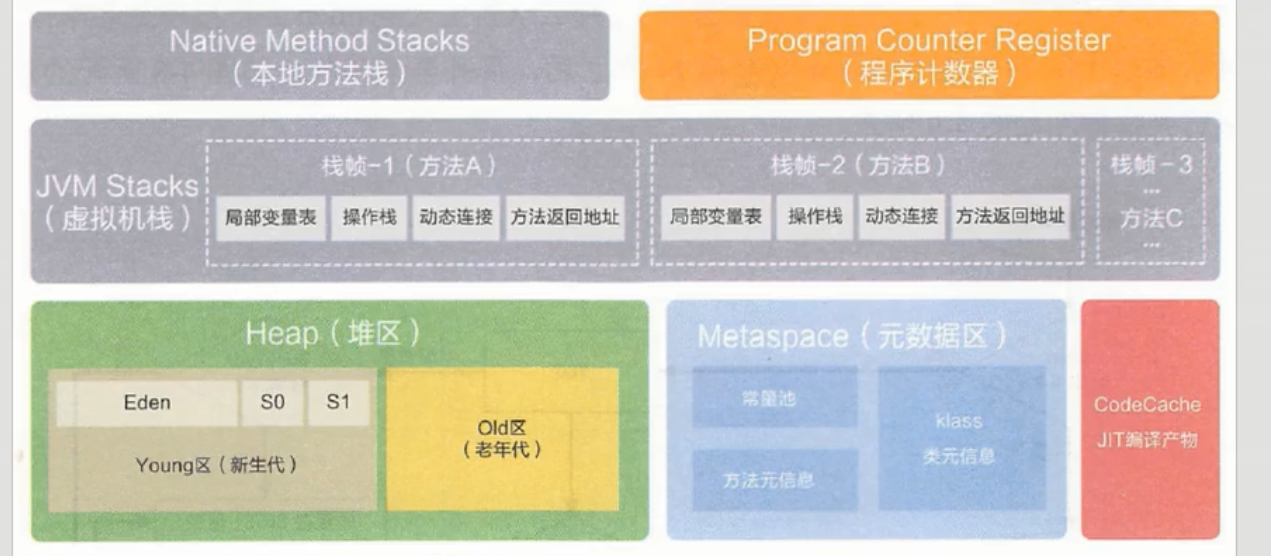 Native Method Stacks
（本地方法栈）
Program Counter Register
（程序计数器）
JVM Stacks
（虚拟机栈）
栈帧-1（方法A）
局部变量表
操作栈
动态连接
方法返回地址
栈帧-2（方法B）
局部变量表
操作栈
动态连接
方法返回地址
栈帧-3
...
方法C
...
Heap（堆区）
Eden
S0
S1
Young区（新生代）
Old区
（老年代）
Metaspace（元数据区）
常量池
方法元信息
klass
类元信息
CodeCache
JIT编译产物